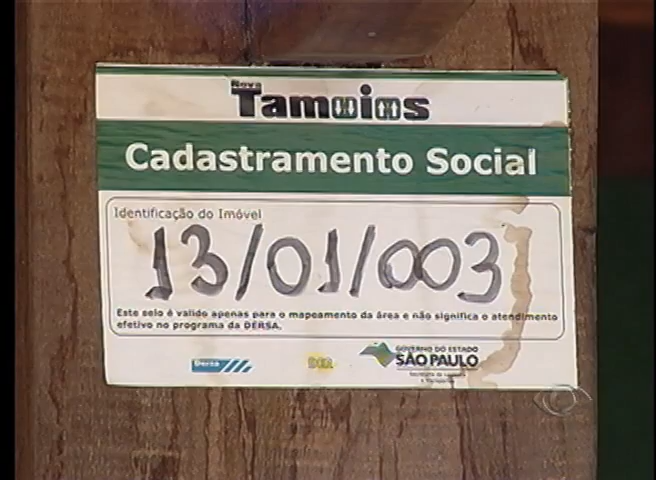 Nova
Tamoios
Cadastramento Social
Identificação do Imóvel
13/01/003
Este selo é valido apenas para o mapeamento da área e não significa o atendimento
efetivo no programa da DERSA.
Dersa
DER
GOVERNO DO ESTADO
SÃO PAULO